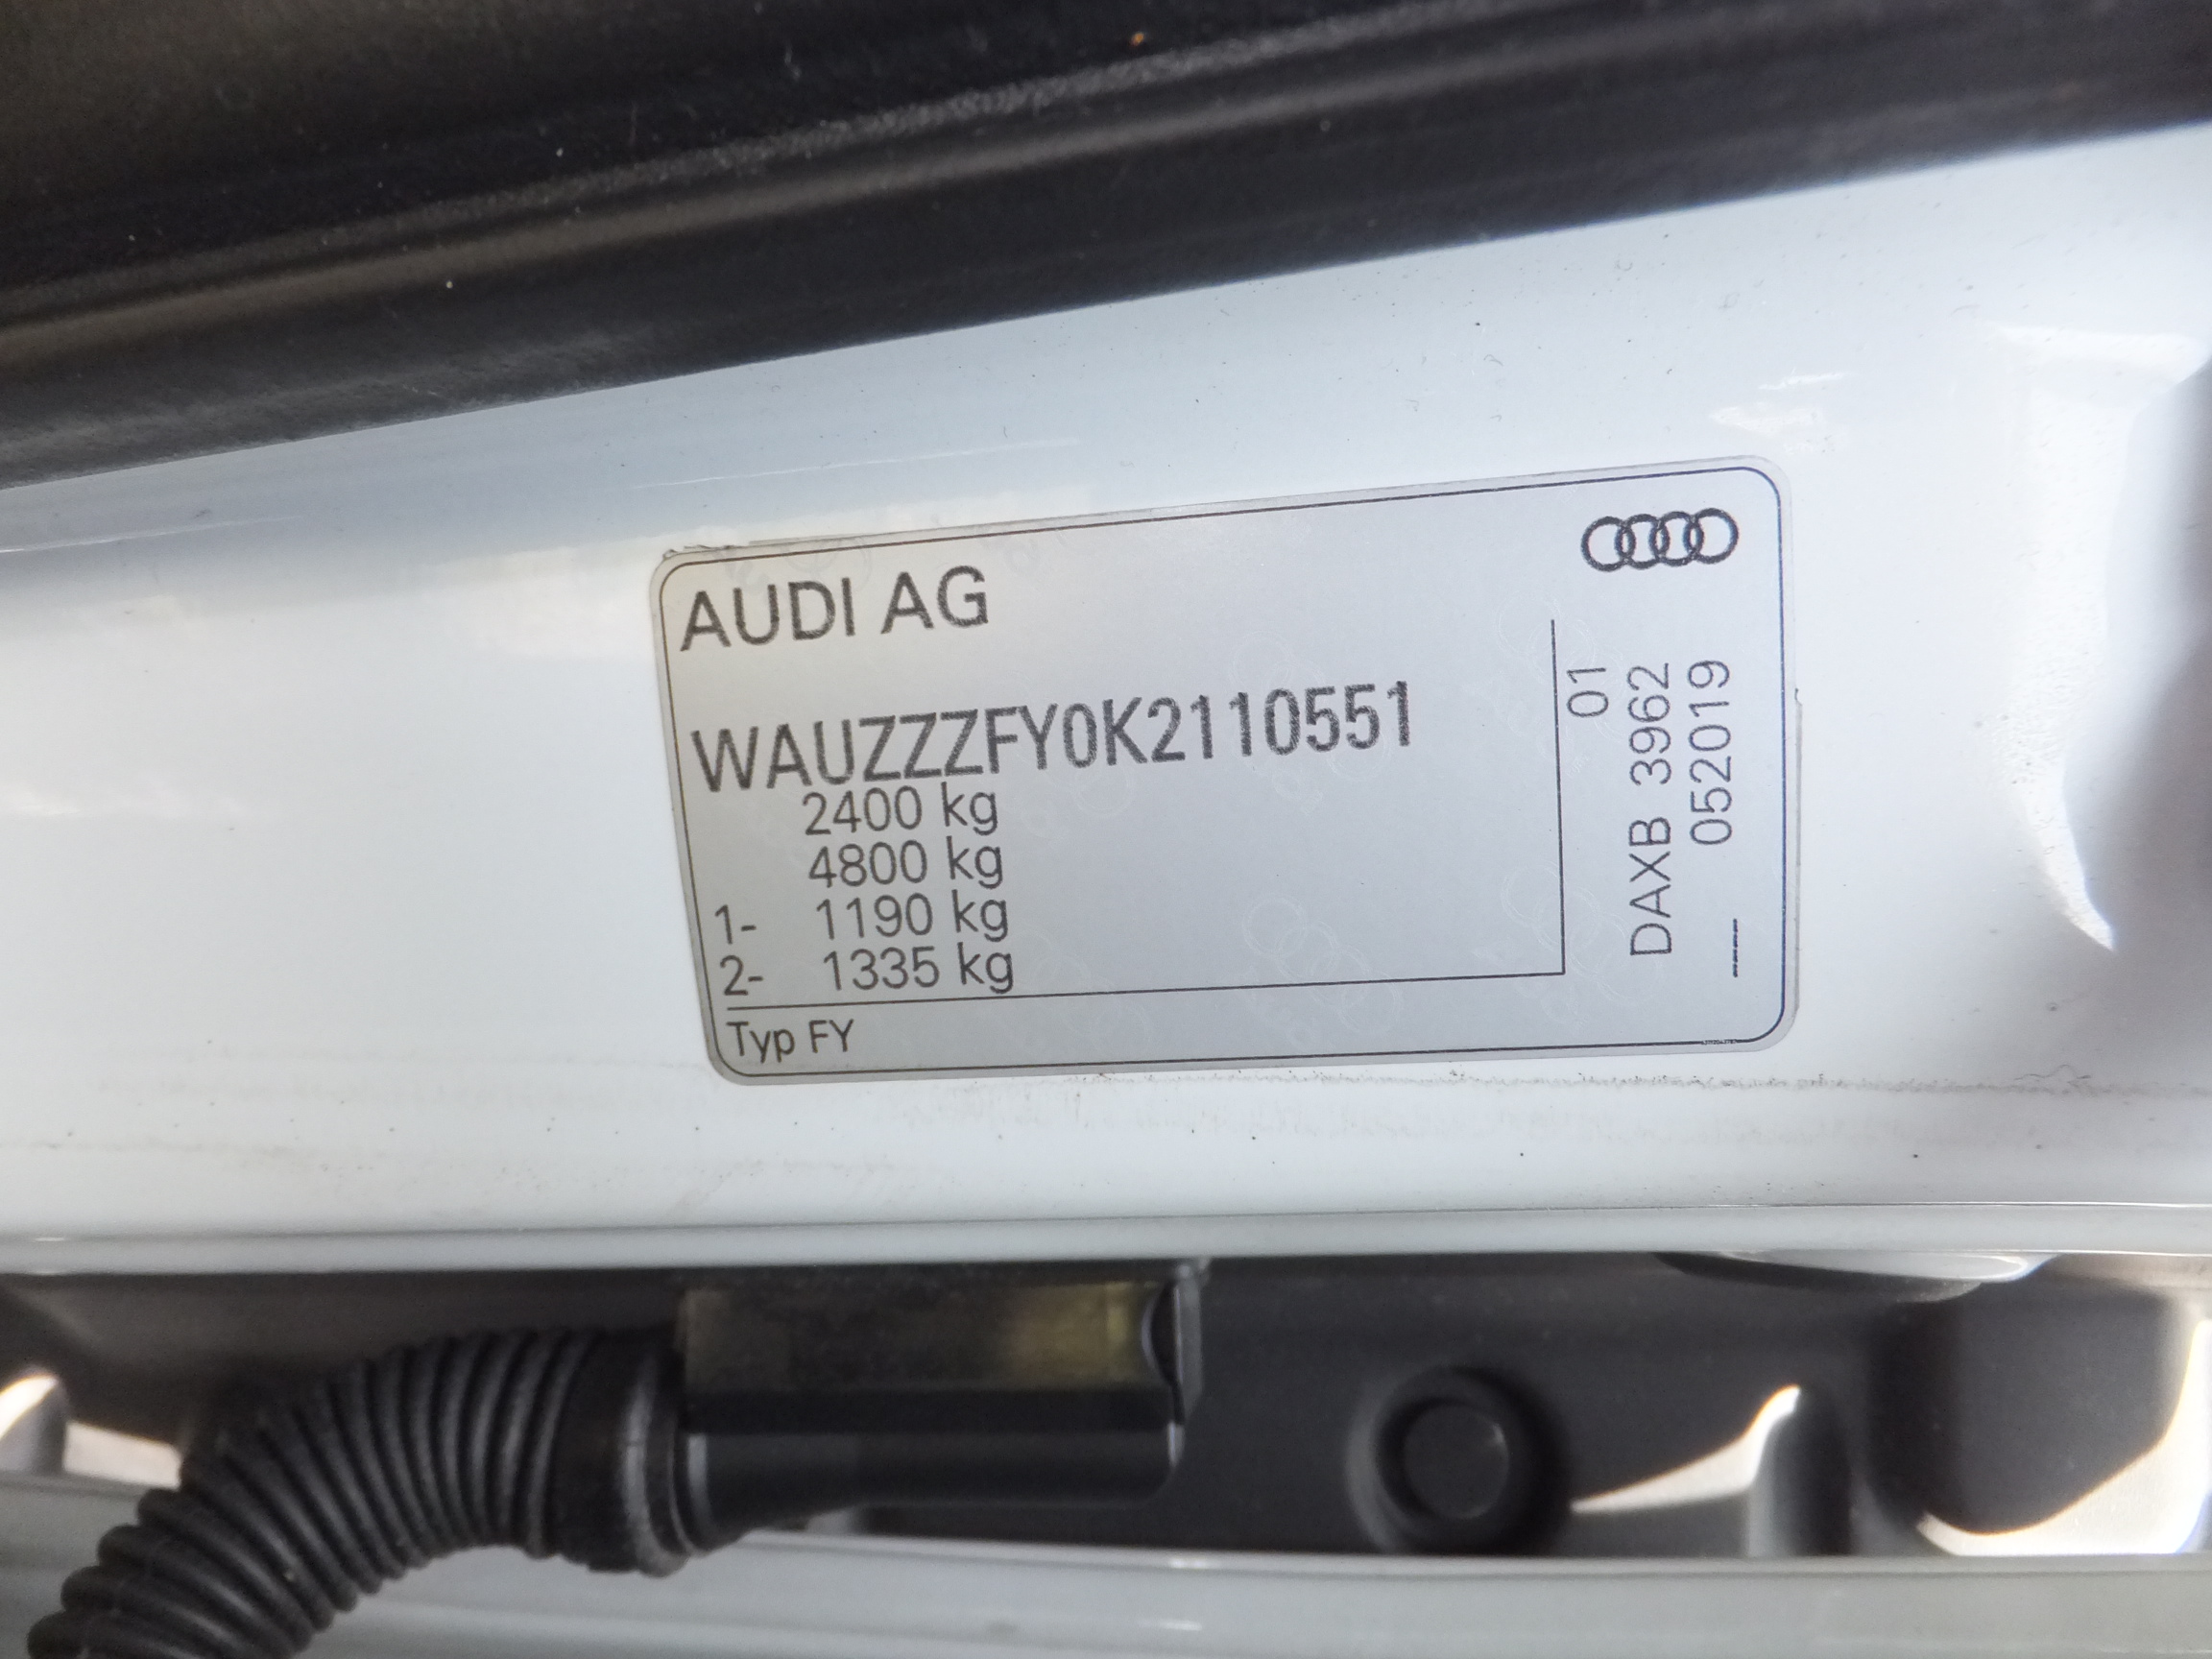 AUDI AG
WAUZZZFY0K2110551
2400 kg
4800 kg
1- 1190 kg
2- 1335 kg
Typ FY
01
DAXB 3962
052019
---